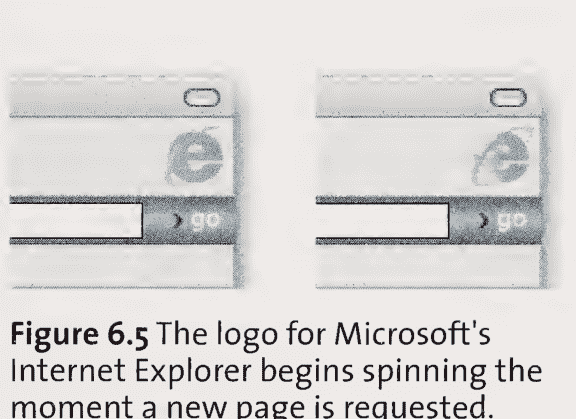 e e
› go › go
Figure 6.5 The logo for Microsoft's
Internet Explorer begins spinning the
moment a new page is requested.